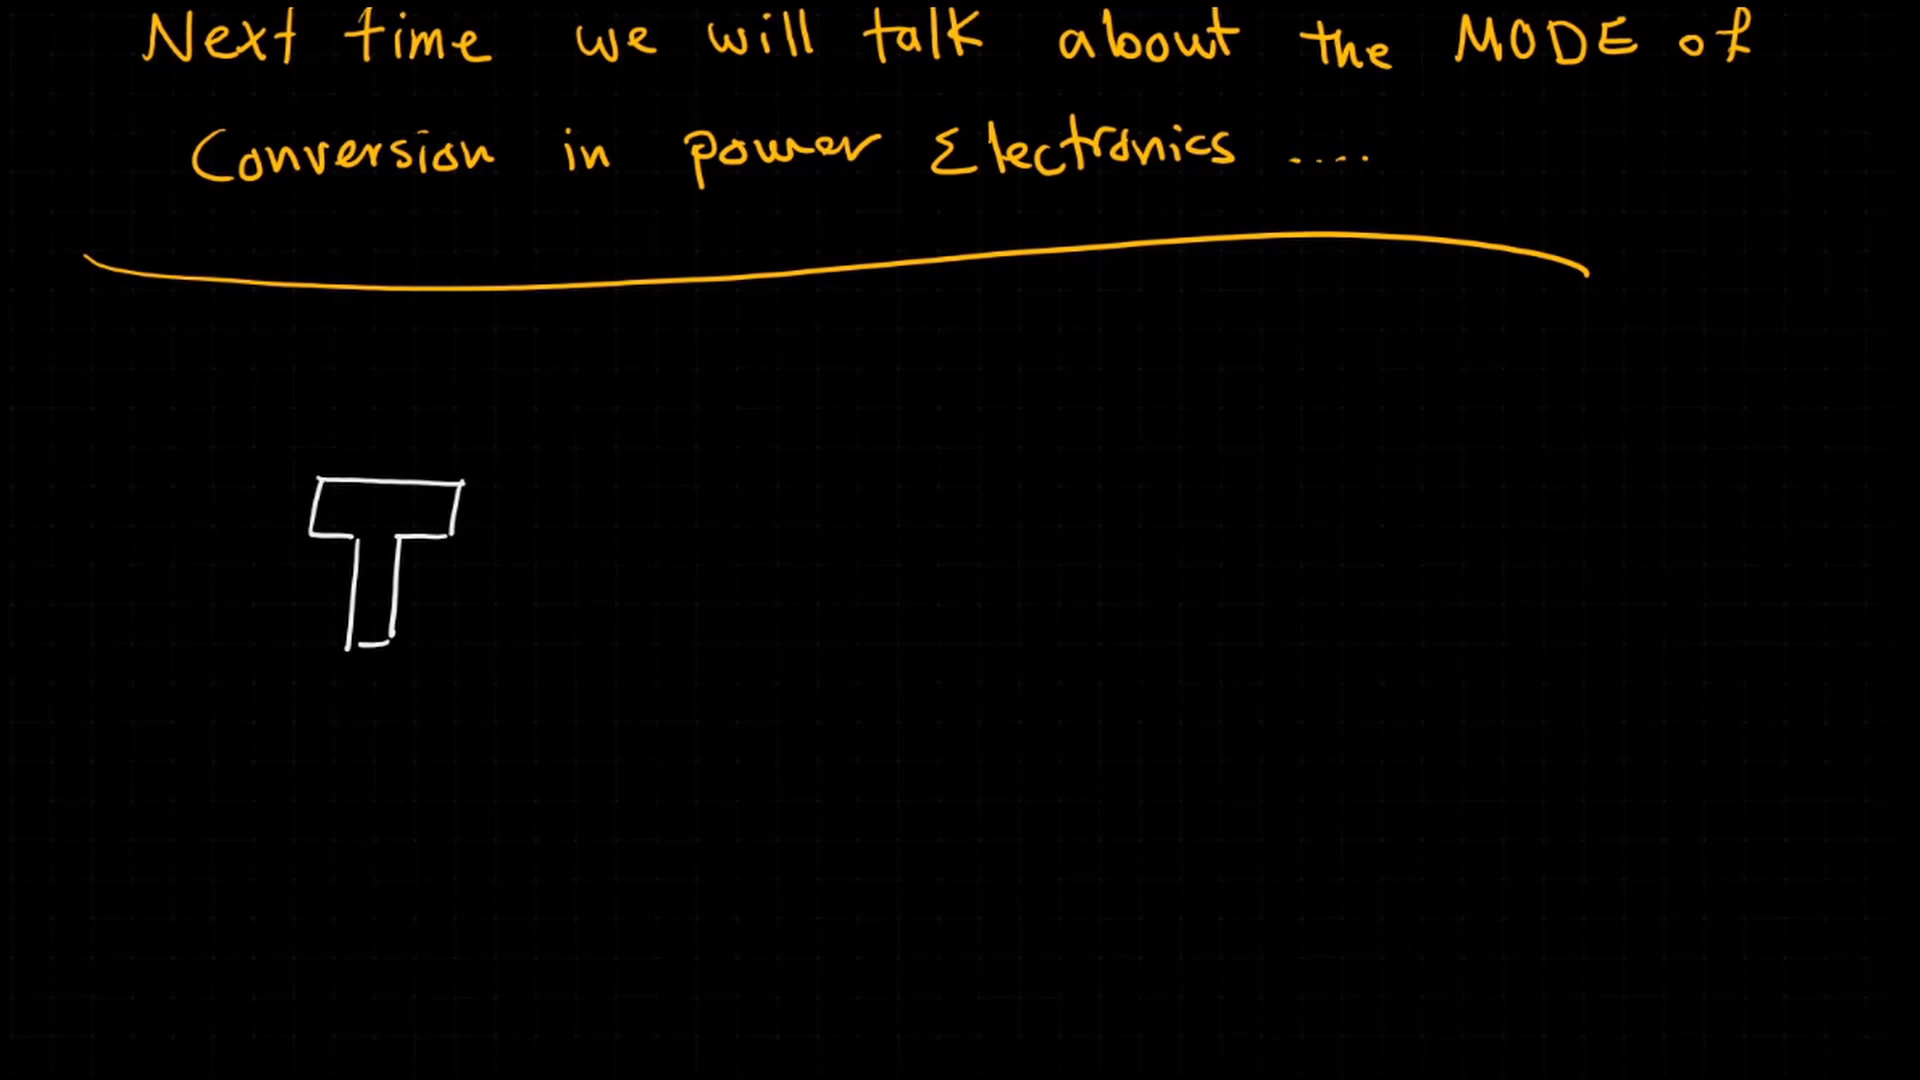 Next time we will talk about the MODE of
Conversion in power Electronics ....
T